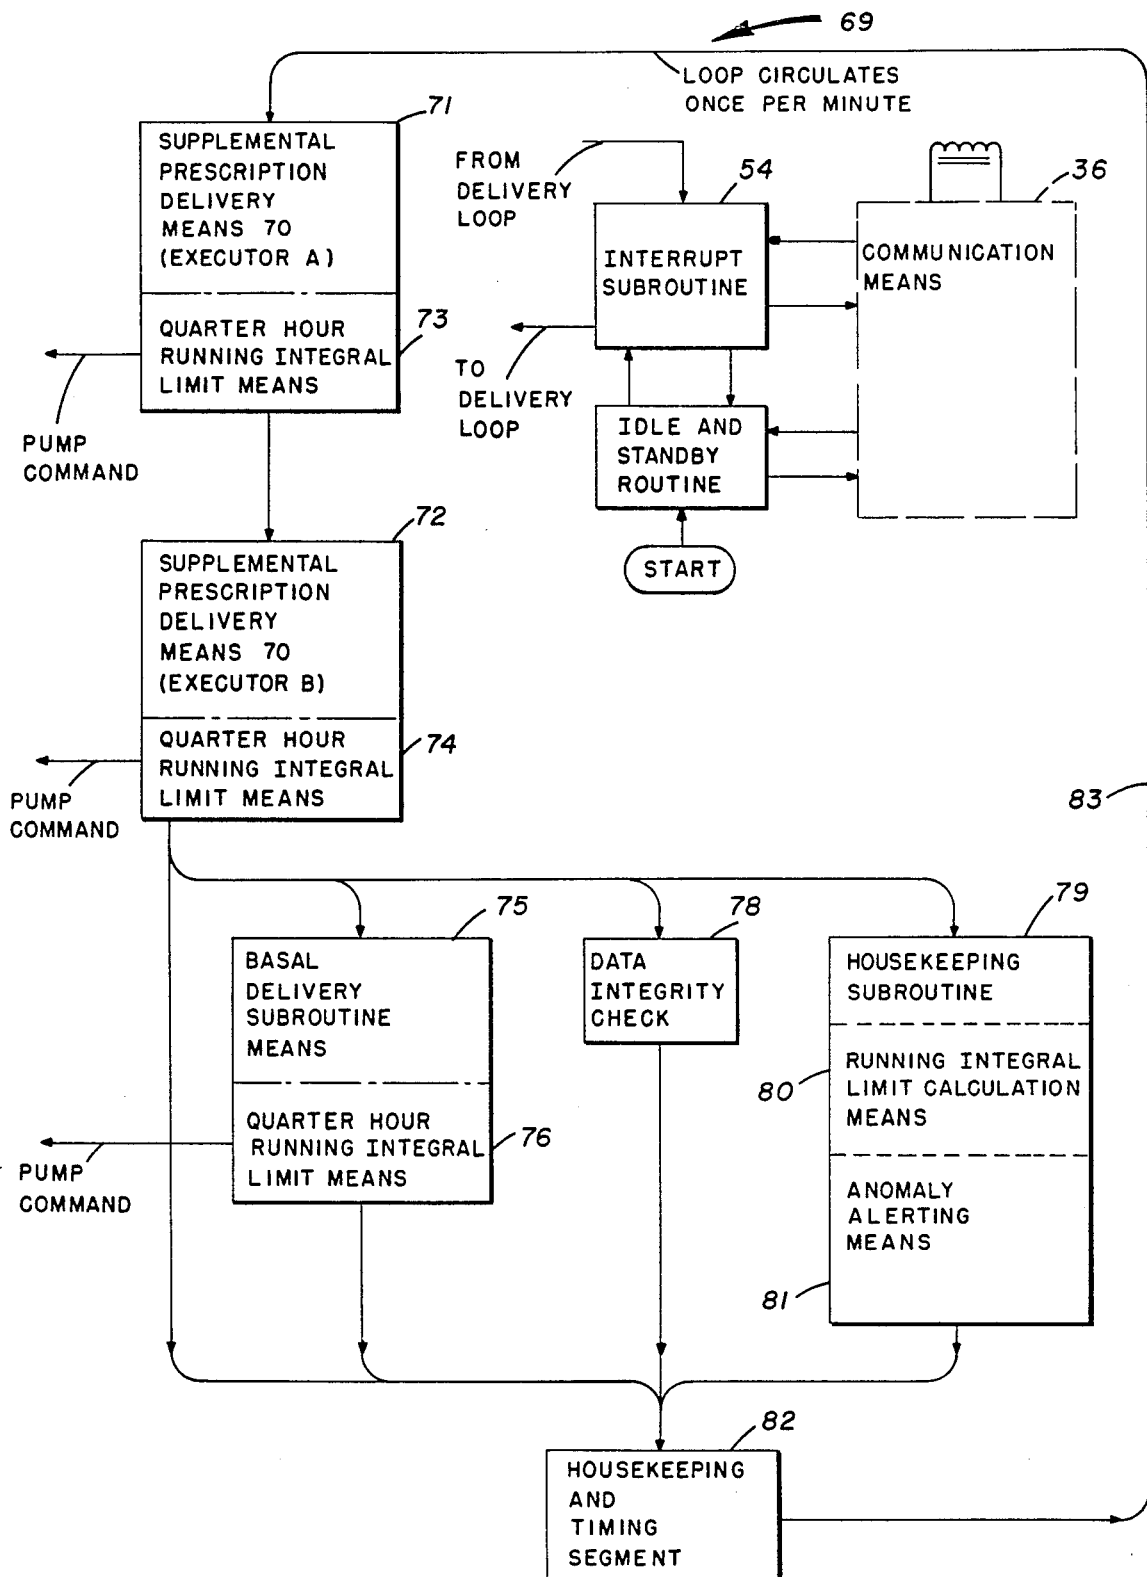 69
LOOP CIRCULATES
ONCE PER MINUTE
71
SUPPLEMENTAL
PRESCRIPTION
DELIVERY
MEANS 70
(EXECUTOR A)
73
QUARTER HOUR
RUNNING INTEGRAL
LIMIT MEANS
PUMP
COMMAND
FROM
DELIVERY
LOOP
54
INTERRUPT
SUBROUTINE
36
COMMUNICATION
MEANS
TO
DELIVERY
LOOP
IDLE AND
STANDBY
ROUTINE
START
72
SUPPLEMENTAL
PRESCRIPTION
DELIVERY
MEANS 70
(EXECUTOR B)
74
QUARTER HOUR
RUNNING INTEGRAL
LIMIT MEANS
PUMP
COMMAND
83
75
BASAL
DELIVERY
SUBROUTINE
MEANS
76
QUARTER HOUR
RUNNING INTEGRAL
LIMIT MEANS
PUMP
COMMAND
78
DATA
INTEGRITY
CHECK
79
HOUSEKEEPING
SUBROUTINE
80
RUNNING INTEGRAL
LIMIT CALCULATION
MEANS
ANOMALY
ALERTING
MEANS
81
82
HOUSEKEEPING
AND
TIMING
SEGMENT